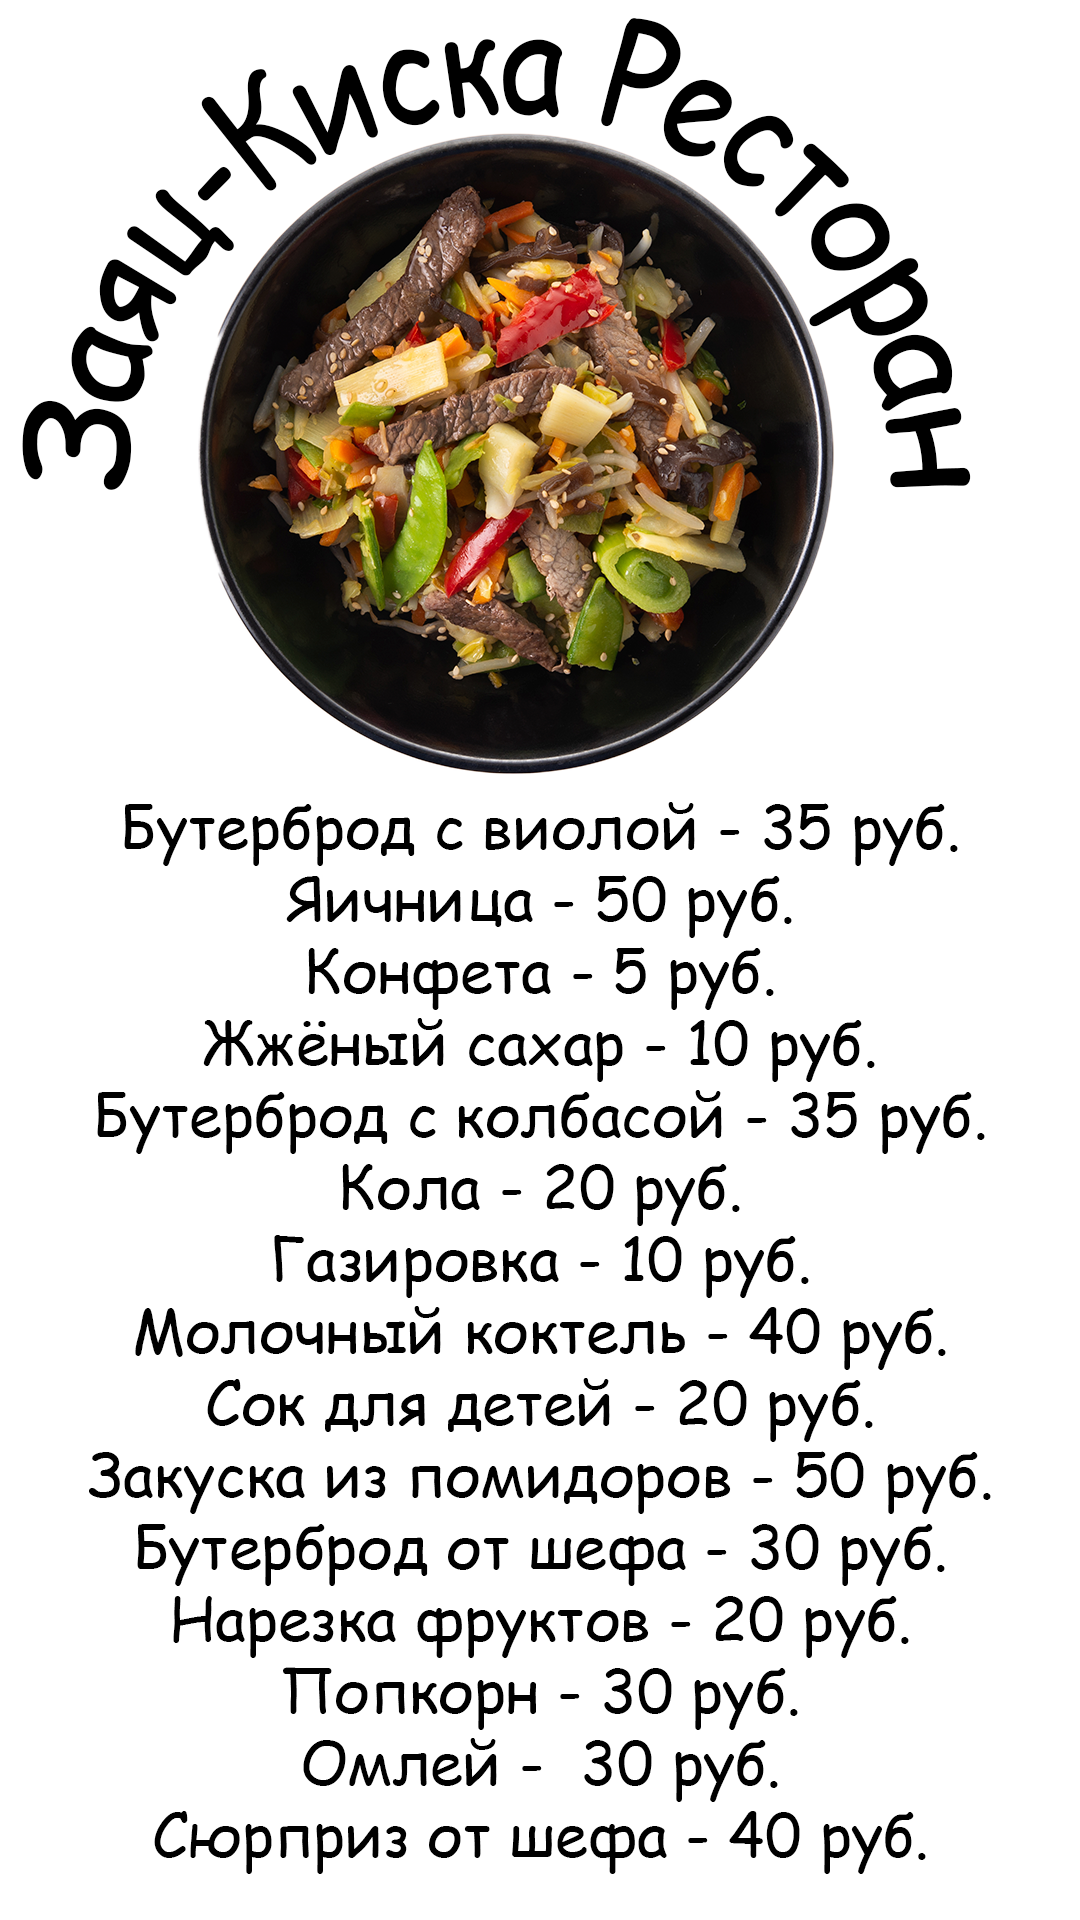 Заяц-Киска Ресторан
Бутерброд с виолой - 35 руб.
Яичница - 50 руб.
Конфета - 5 руб.
Жжёный сахар - 10 руб.
Бутерброд с колбасой - 35 руб.
Кола - 20 руб.
Газировка - 10 руб.
Молочный коктель - 40 руб.
Сок для детей - 20 руб.
Закуска из помидоров - 50 руб.
Бутерброд от шефа - 30 руб.
Нарезка фруктов - 20 руб.
Попкорн - 30 руб.
Омлей -  30 руб.
Сюрприз от шефа - 40 руб.